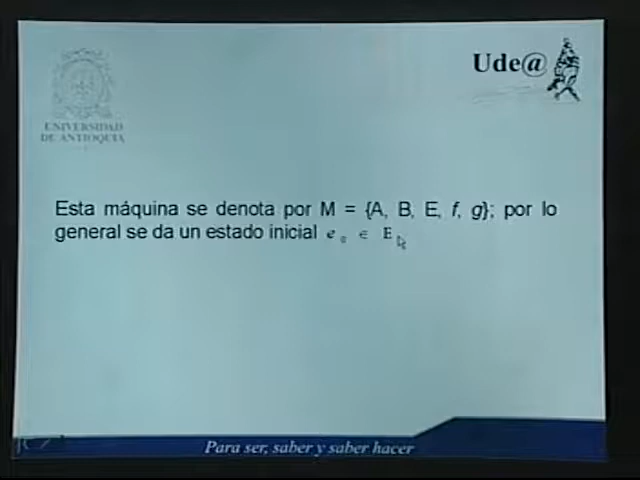 Ude@
UNIVERSIDAD
DE ANTIOQUIA
Esta máquina se denota por M = {A, B, E, f, g}; por lo
general se da un estado inicial e₀ ∈ E
Para ser, saber y saber hacer